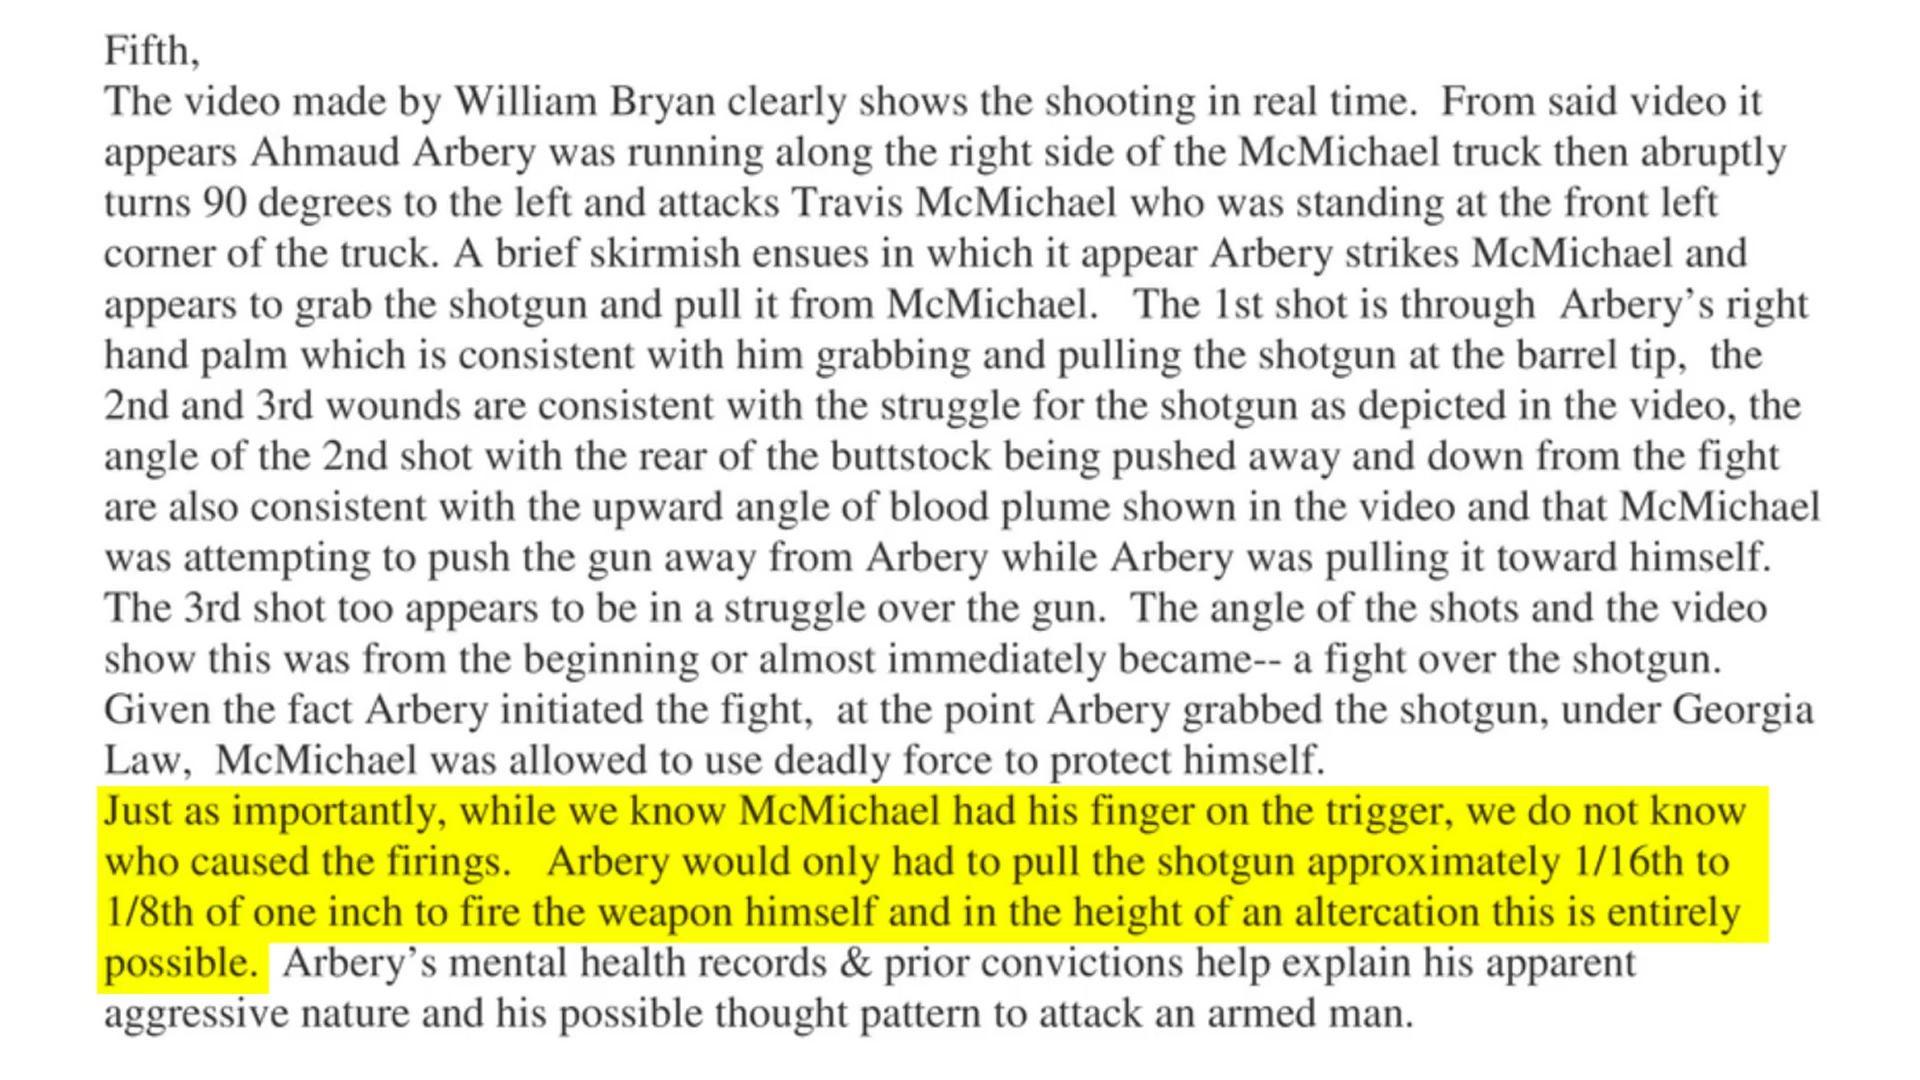 Fifth,
The video made by William Bryan clearly shows the shooting in real time. From said video it
appears Ahmaud Arbery was running along the right side of the McMichael truck then abruptly
turns 90 degrees to the left and attacks Travis McMichael who was standing at the front left
corner of the truck. A brief skirmish ensues in which it appear Arbery strikes McMichael and
appears to grab the shotgun and pull it from McMichael. The 1st shot is through Arbery’s right
hand palm which is consistent with him grabbing and pulling the shotgun at the barrel tip, the
2nd and 3rd wounds are consistent with the struggle for the shotgun as depicted in the video, the
angle of the 2nd shot with the rear of the buttstock being pushed away and down from the fight
are also consistent with the upward angle of blood plume shown in the video and that McMichael
was attempting to push the gun away from Arbery while Arbery was pulling it toward himself.
The 3rd shot too appears to be in a struggle over the gun. The angle of the shots and the video
show this was from the beginning or almost immediately became-- a fight over the shotgun.
Given the fact Arbery initiated the fight, at the point Arbery grabbed the shotgun, under Georgia
Law, McMichael was allowed to use deadly force to protect himself.
Just as importantly, while we know McMichael had his finger on the trigger, we do not know
who caused the firings. Arbery would only had to pull the shotgun approximately 1/16th to
1/8th of one inch to fire the weapon himself and in the height of an altercation this is entirely
possible. Arbery’s mental health records & prior convictions help explain his apparent
aggressive nature and his possible thought pattern to attack an armed man.